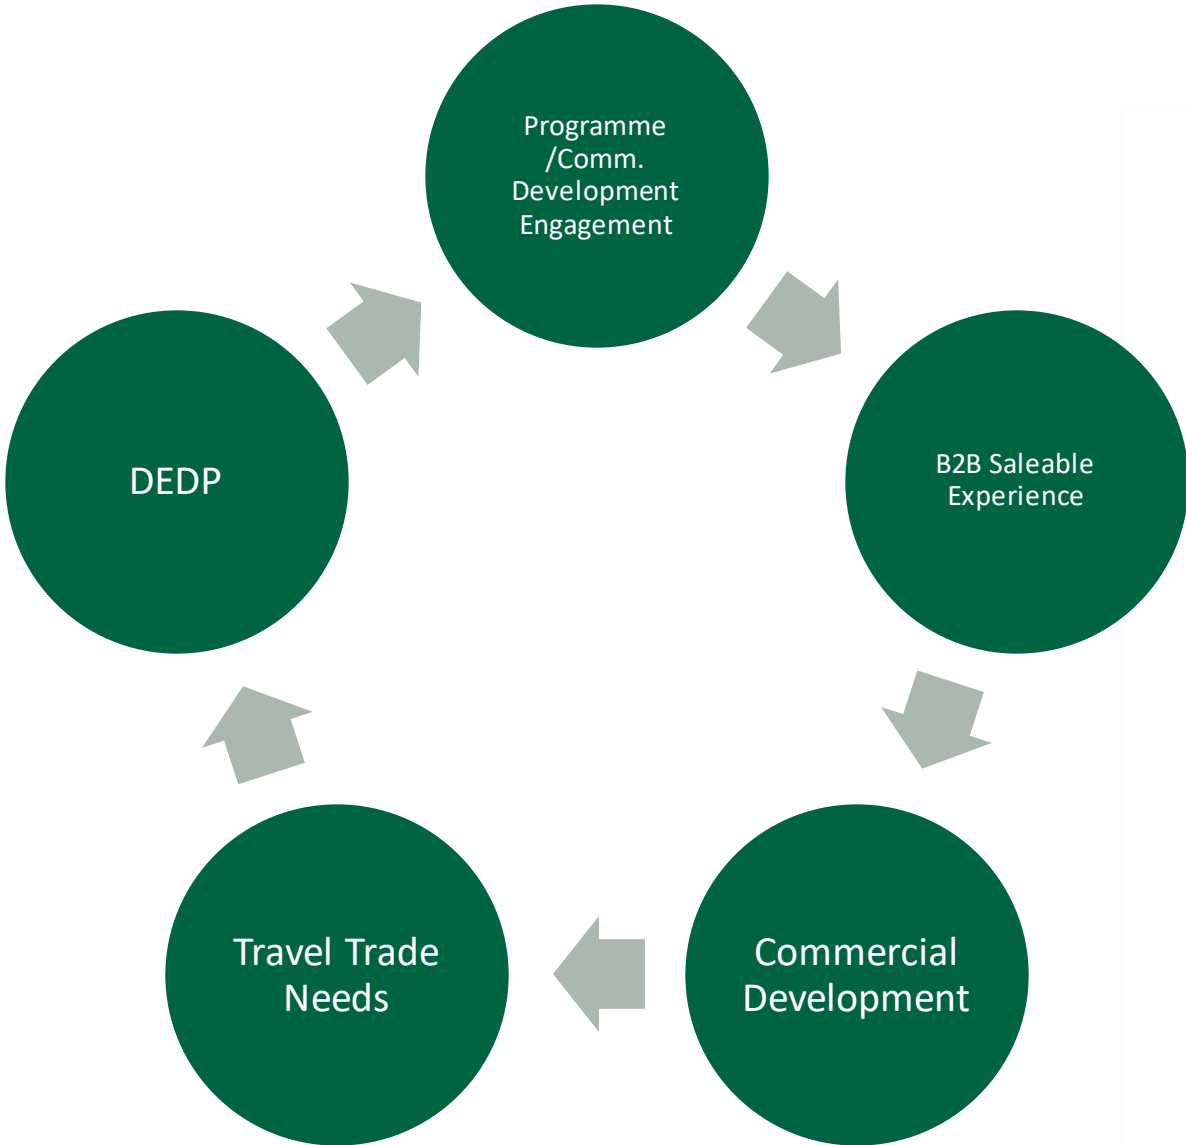 Programme
/Comm.
Development
Engagement
B2B Saleable
Experience
Commercial
Development
Travel Trade
Needs
DEDP